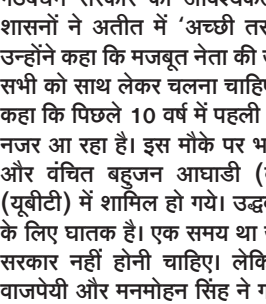 शासनों ने अतीत में 'अच्छी तर
उन्होंने कहा कि मजबूत नेता की
सभी को साथ लेकर चलना चाहिए
कहा कि पिछले 10 वर्ष में पहली
नजर आ रहा है। इस मौके पर भ
और वंचित बहुजन आघाडी (
(यूबीटी) में शामिल हो गये। उद्धव
के लिए घातक है। एक समय था
सरकार नहीं होनी चाहिए। लेकि
वाजपेयी और मनमोहन सिंह ने ग